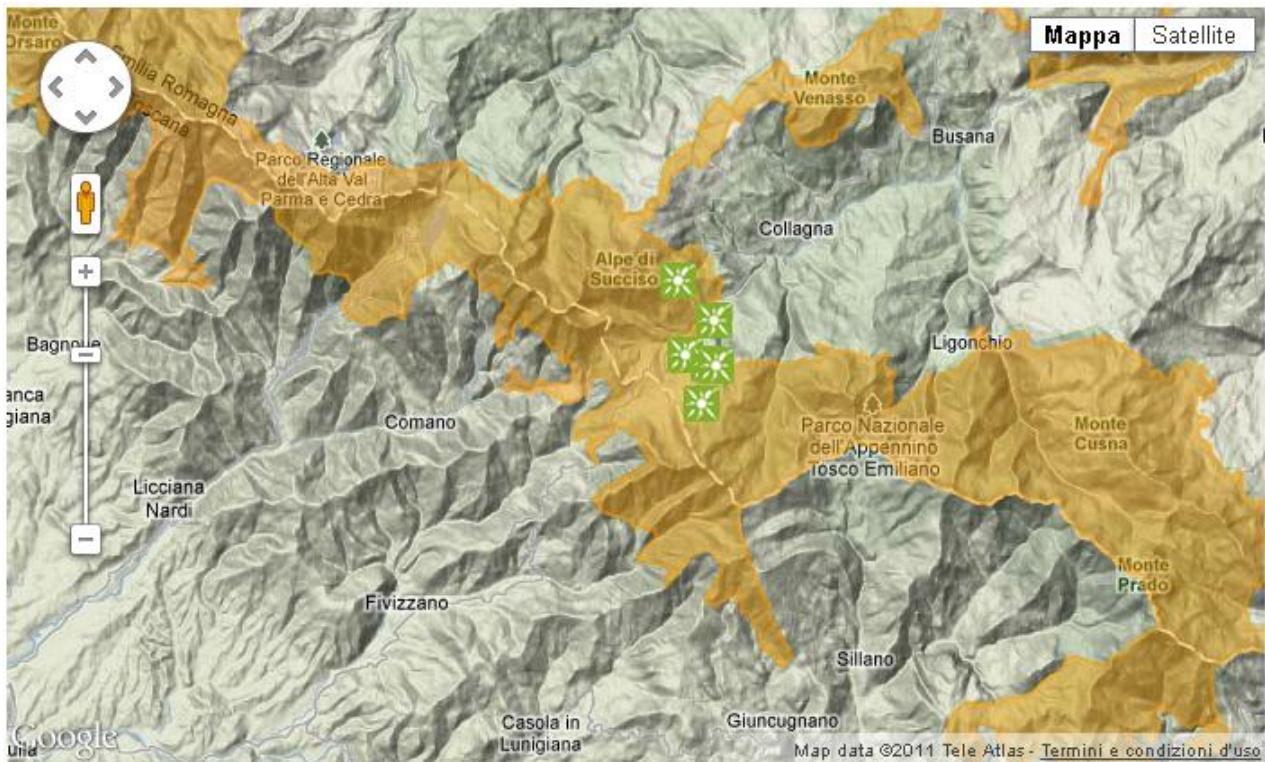 Monte
Orsaro
Emilia Romagna
Toscana
Mappa
Satellite
Monte
Venasso
Busana
Parco Regionale
dell'Alta Val
Parma e Cedra
Collagna
Alpe di
Succiso
Bagnone
Ligonchio
Comano
Parco Nazionale
dell'Appennino
Tosco Emiliano
Monte
Cusna
Licciana
Nardi
Monte
Prado
Fivizzano
Sillano
Casola in
Lunigiana
Giuncugnano
Google
Map data ©2011 Tele Atlas - Termini e condizioni d'uso